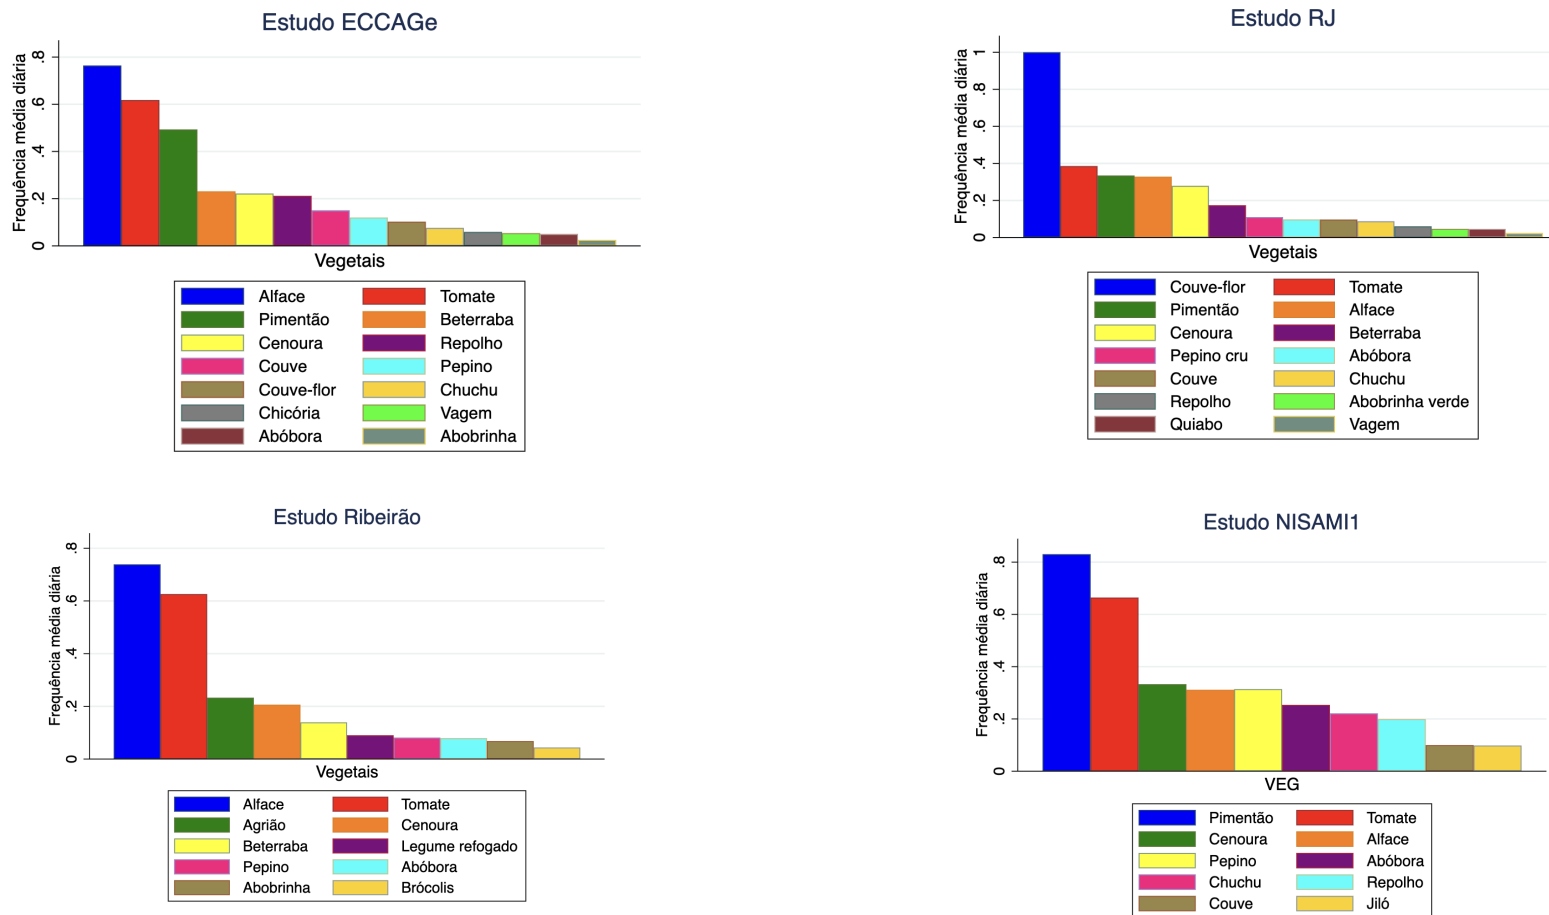 Estudo ECCAGe
Frequência média diária
.8
.6
.4
.2
0
Vegetais
Alface Tomate
Pimentão Beterraba
Cenoura Repolho
Couve Pepino
Couve-flor Chuchu
Chicória Vagem
Abóbora Abobrinha
Estudo RJ
Frequência média diária
1
.8
.6
.4
.2
0
Vegetais
Couve-flor Tomate
Pimentão Alface
Cenoura Beterraba
Pepino cru Abóbora
Couve Chuchu
Repolho Abobrinha verde
Quiabo Vagem
Estudo Ribeirão
Frequência média diária
.8
.6
.4
.2
0
Vegetais
Alface Tomate
Agrião Cenoura
Beterraba Legume refogado
Pepino Abóbora
Abobrinha Brócolis
Estudo NISAMI1
Frequência média diária
.8
.6
.4
.2
0
VEG
Pimentão Tomate
Cenoura Alface
Pepino Abóbora
Chuchu Repolho
Couve Jiló